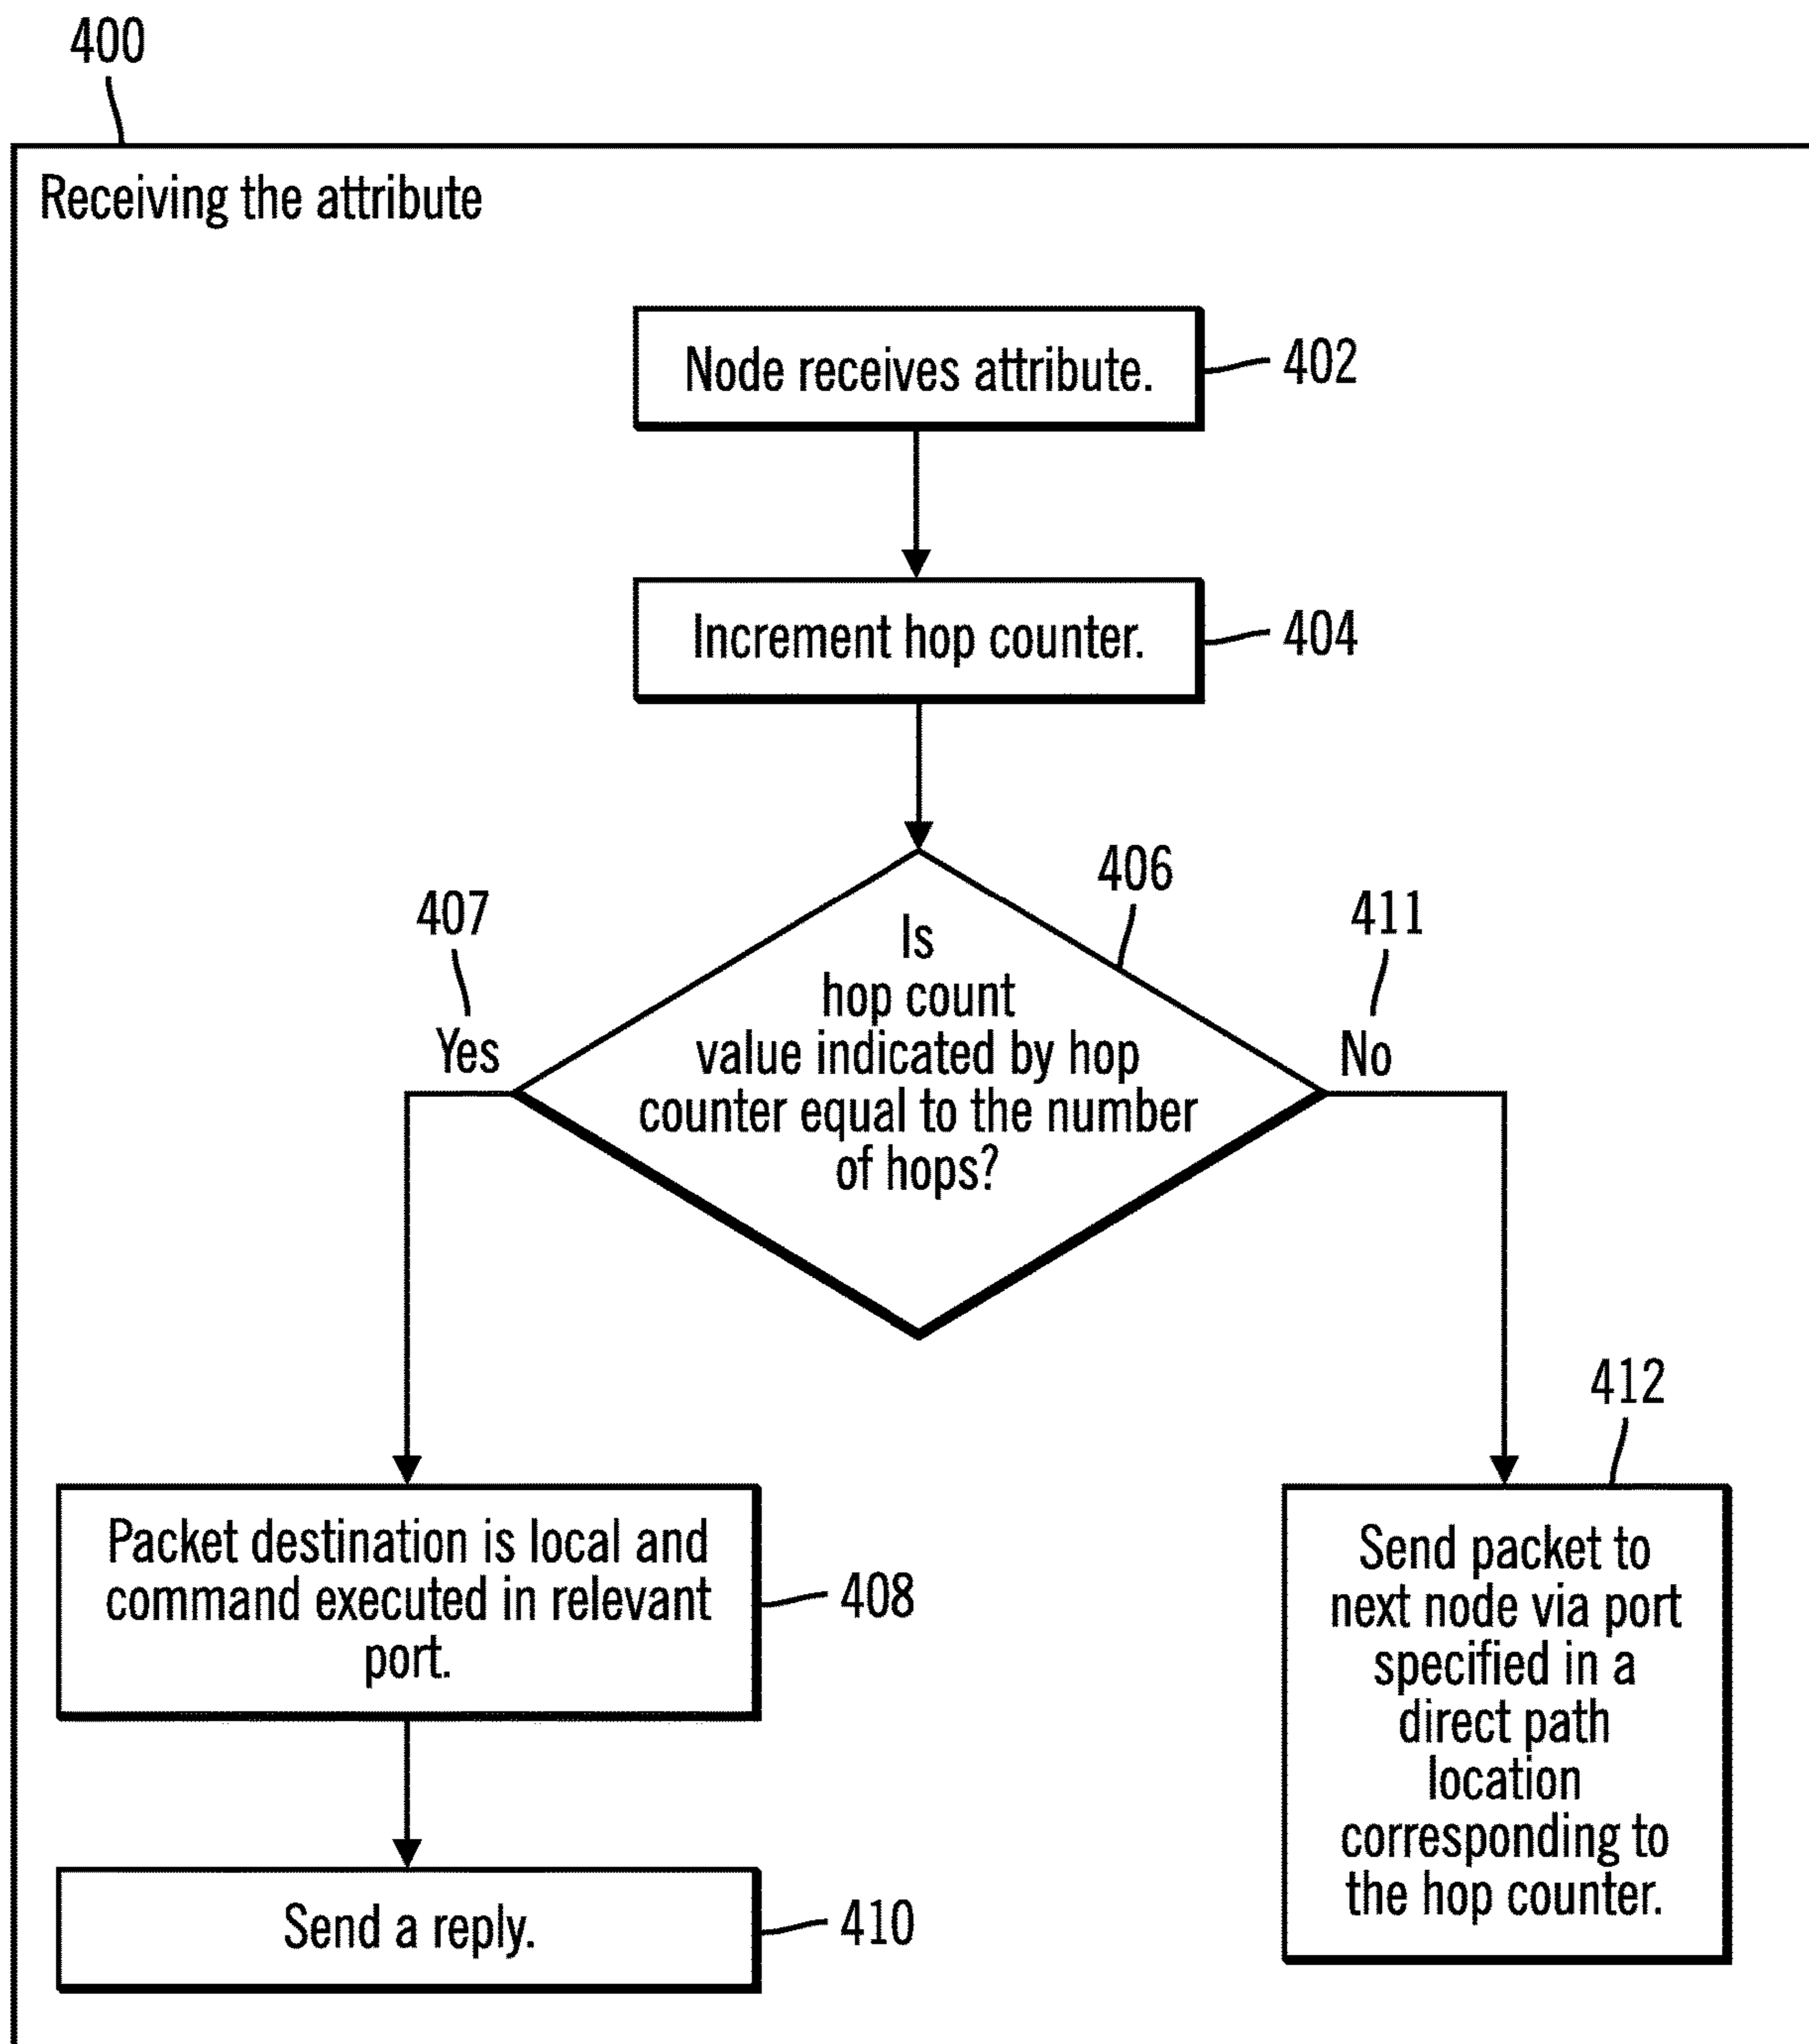 400
Receiving the attribute
Node receives attribute.
402
Increment hop counter.
404
406
407
411
Is
hop count
value indicated by hop
counter equal to the number
of hops?
Yes
No
412
Packet destination is local and
command executed in relevant
port.
408
Send packet to
next node via port
specified in a
direct path
location
corresponding to
the hop counter.
Send a reply.
410